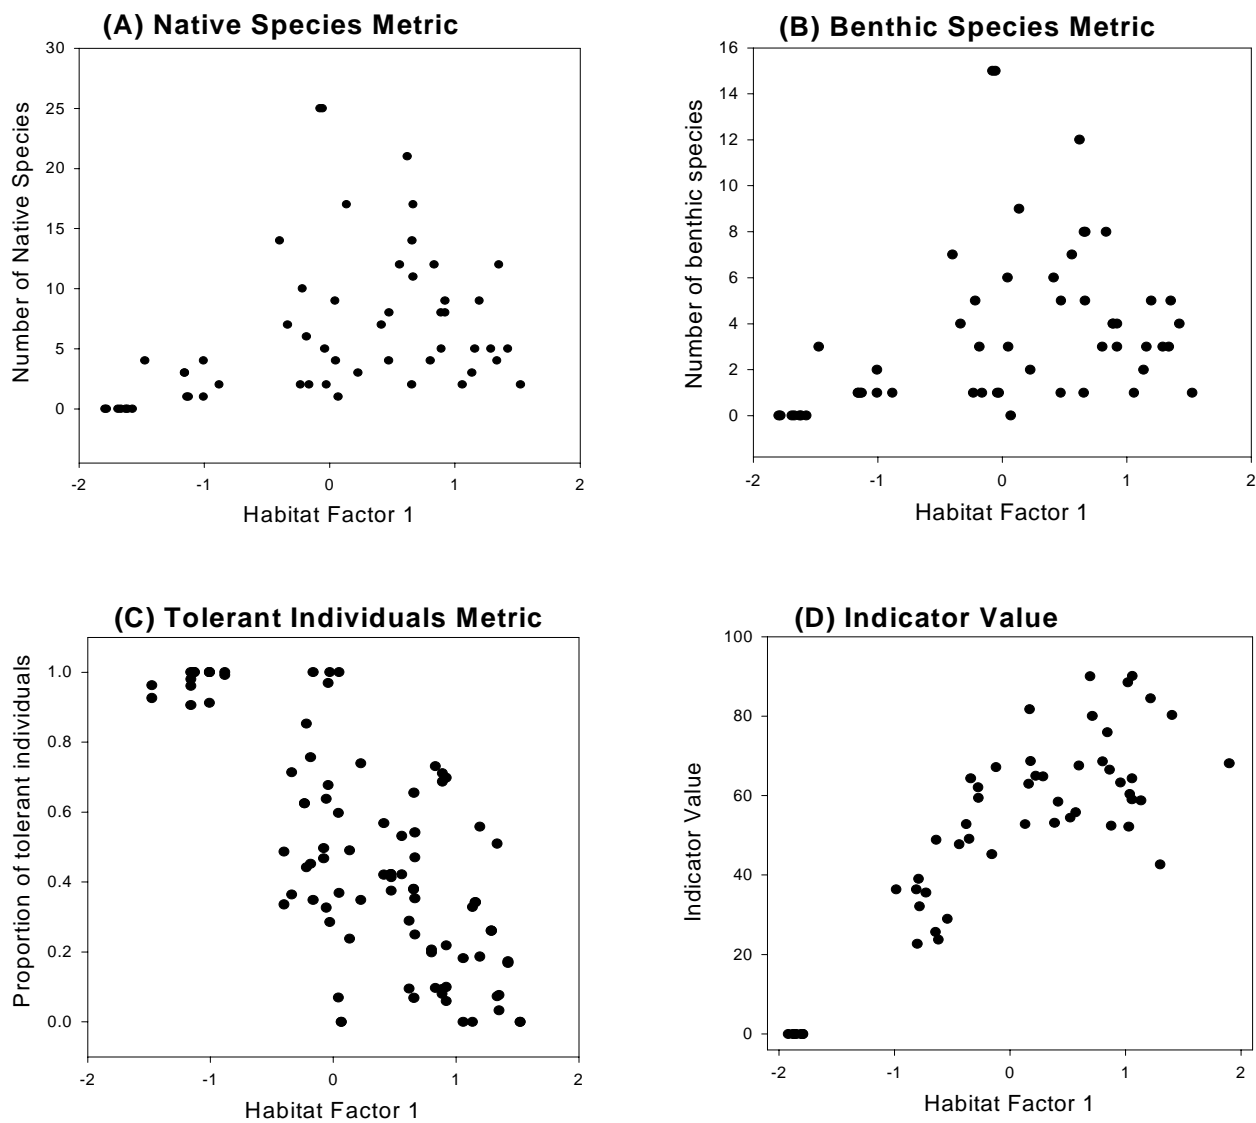 (A) Native Species Metric
Number of Native Species
30
25
20
15
10
5
0
-2 -1 0 1 2
Habitat Factor 1
(B) Benthic Species Metric
Number of benthic species
16
14
12
10
8
6
4
2
0
-2 -1 0 1 2
Habitat Factor 1
(C) Tolerant Individuals Metric
Proportion of tolerant individuals
1.0
0.8
0.6
0.4
0.2
0.0
-2 -1 0 1 2
Habitat Factor 1
(D) Indicator Value
Indicator Value
100
80
60
40
20
0
-2 -1 0 1 2
Habitat Factor 1